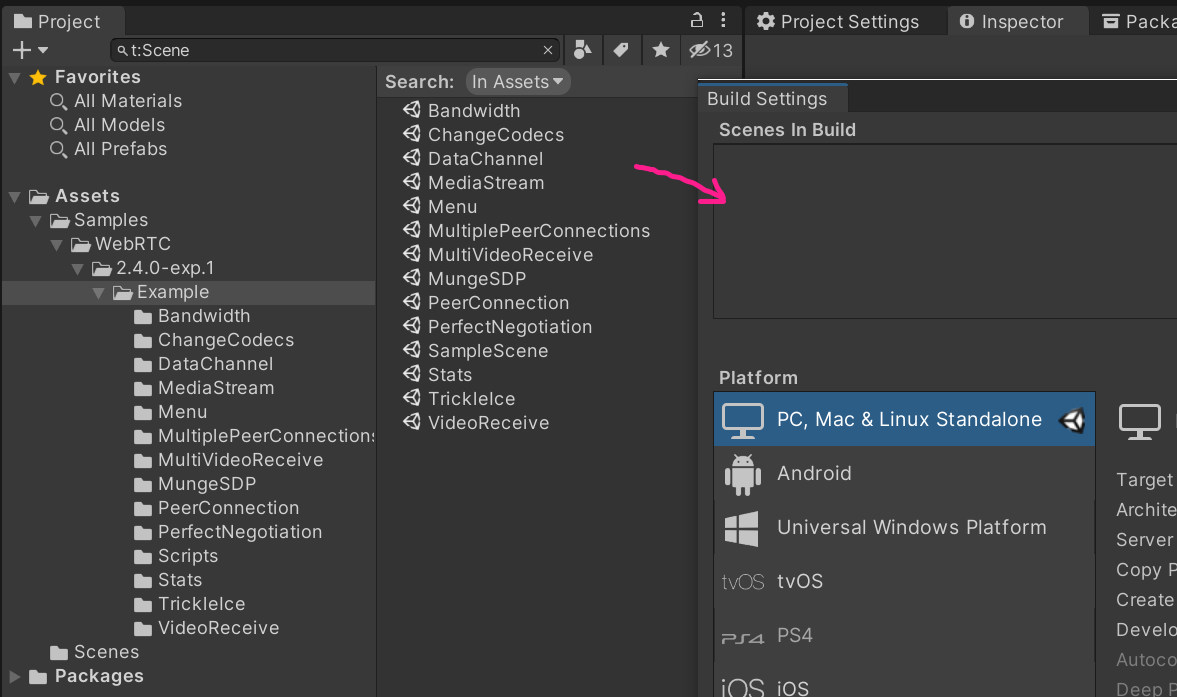 Project
t:Scene
13
Favorites
All Materials
All Models
All Prefabs
Assets
Samples
WebRTC
2.4.0-exp.1
Example
Bandwidth
ChangeCodecs
DataChannel
MediaStream
Menu
MultiplePeerConnections
MultiVideoReceive
MungeSDP
PeerConnection
PerfectNegotiation
Scripts
Stats
TrickleIce
VideoReceive
Scenes
Packages
Search: In Assets
Bandwidth
ChangeCodecs
DataChannel
MediaStream
Menu
MultiplePeerConnections
MultiVideoReceive
MungeSDP
PeerConnection
PerfectNegotiation
SampleScene
Stats
TrickleIce
VideoReceive
Project Settings
Inspector
Packa
Build Settings
Scenes In Build
Platform
PC, Mac & Linux Standalone
Android
Universal Windows Platform
tvOS tvOS
PS4 PS4
iOS iOS
Target
Archite
Server
Copy P
Create
Develo
Autoco
Deep P